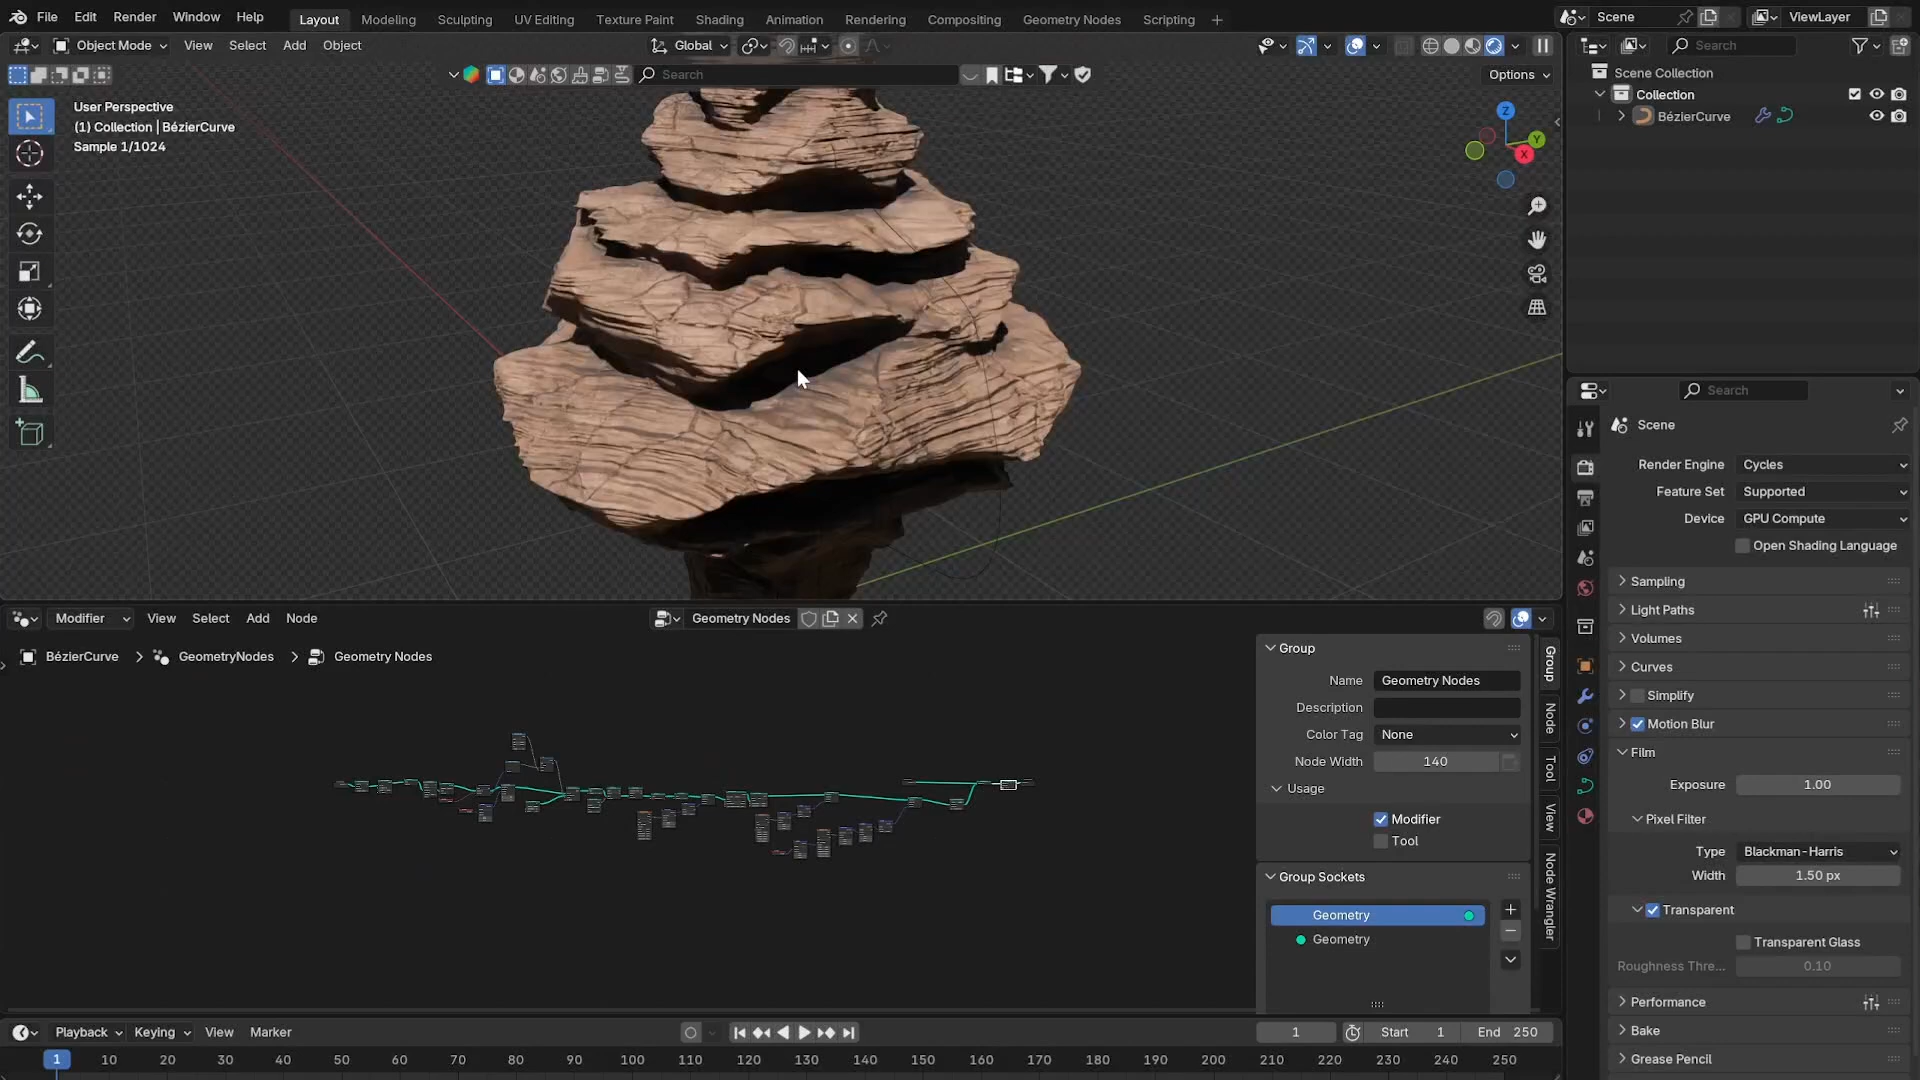 File Edit Render Window Help Layout Modeling Sculpting UV Editing Texture Paint Shading Animation Rendering Compositing Geometry Nodes Scripting + Scene ViewLayer
Object Mode View Select Add Object Global Search
Search Options
User Perspective
(1) Collection | BézierCurve
Sample 1/1024
Z
Y
X
Scene Collection
Collection
BézierCurve
Search
Scene
Render Engine Cycles
Feature Set Supported
Device GPU Compute
Open Shading Language
Sampling
Light Paths
Volumes
Curves
Simplify
Motion Blur
Film
Exposure 1.00
Pixel Filter
Type Blackman-Harris
Width 1.50 px
Transparent
Transparent Glass
Roughness Thre... 0.10
Performance
Bake
Grease Pencil
Modifier View Select Add Node Geometry Nodes
BézierCurve > GeometryNodes > Geometry Nodes
Group
Name Geometry Nodes
Description
Color Tag None
Node Width 140
Usage
Modifier
Tool
Group Sockets
Geometry
Geometry
Group
Node
Tool
View
Node Wrangler
Playback Keying View Marker 1 Start 1 End 250
1 10 20 30 40 50 60 70 80 90 100 110 120 130 140 150 160 170 180 190 200 210 220 230 240 250